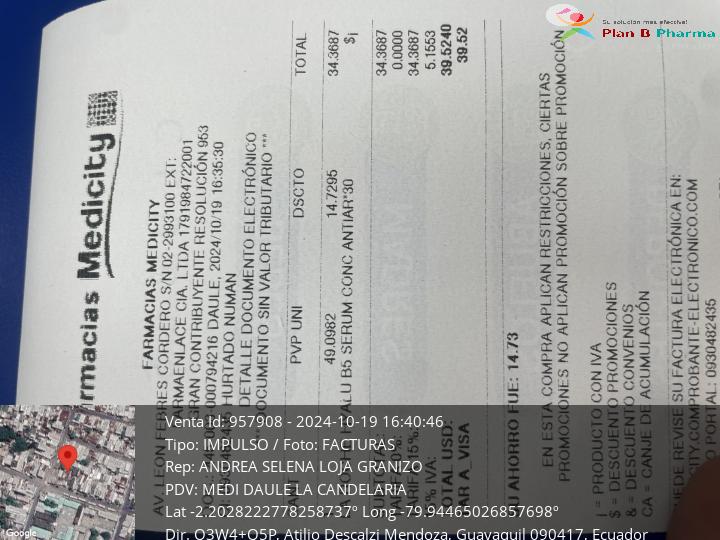 Su solución más efectiva!
Plan B Pharma
rmacias Medicity
FARMACIAS MEDICITY
AV. LEON FEBRES CORDERO S/N 02-2993100 EXT:
FARMAENLACE CIA. LTDA 1791984722001
GRAN CONTRIBUYENTE RESOLUCIÓN 953
0000794216 DAULE, 2024/10/19 16:35:30
HURTADO NUMAN
DETALLE DOCUMENTO ELECTRÓNICO
DOCUMENTO SIN VALOR TRIBUTARIO ***
PVP UNI DSCTO TOTAL
49.0982 14.7295 34.3687
B5 SERUM CONC ANTIAR*30 $¡
34.3687
0.0000
TARIFA 15%: 34.3687
% IVA: 5.1553
TOTAL USD: 39.5240
A_VISA 39.52
U AHORRO FUE: 14.73
EN ESTA COMPRA APLICAN RESTRICCIONES, CIERTAS
PROMOCIONES NO APLICAN PROMOCIÓN SOBRE PROMOCIÓN
¡ = PRODUCTO CON IVA
$ = DESCUENTO PROMOCIONES
& = DESCUENTO CONVENIOS
CA = CANJE DE ACUMULACIÓN
UEDE REVISE SU FACTURA ELECTRÓNICA EN:
CITY.COMPROBANTE-ELECTRONICO.COM
O PORTAL: 0930482435
Venta Id: 957908 - 2024-10-19 16:40:46
Tipo: IMPULSO / Foto: FACTURAS
Rep: ANDREA SELENA LOJA GRANIZO
PDV: MEDI DAULE LA CANDELARIA
Lat -2.2028222778258737° Long -79.94465026857698°
Dir. Q3W4+Q5P, Atilio Descalzi Mendoza, Guayaquil 090417, Ecuador
Google